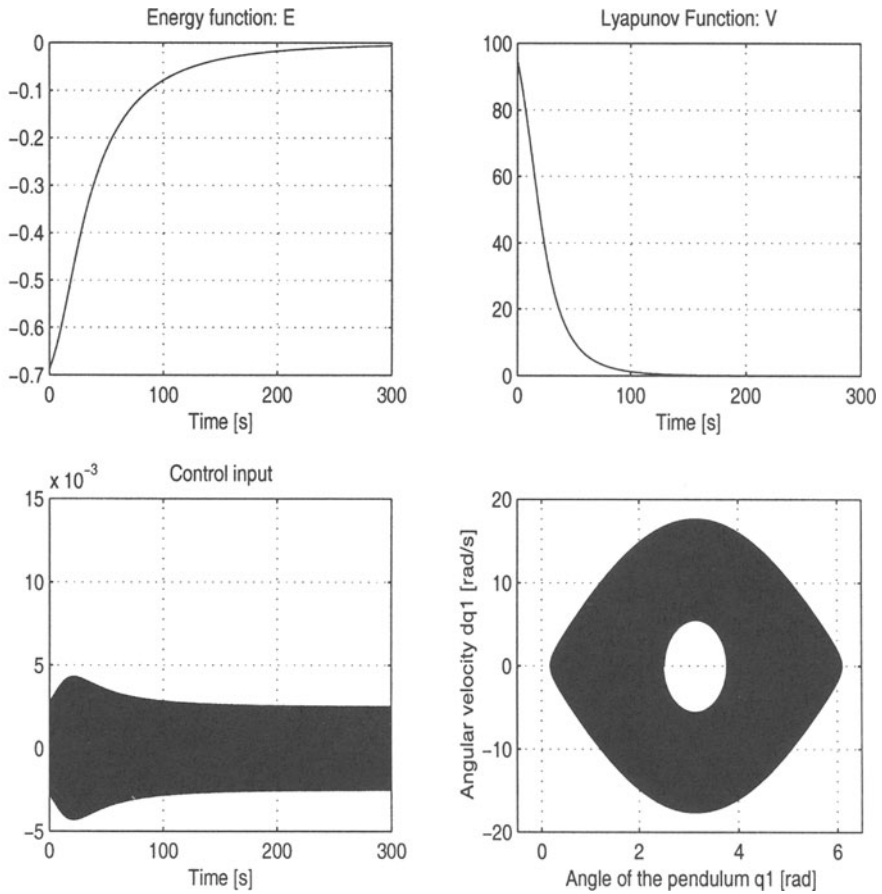 Energy function: E
0
−0.1
−0.2
−0.3
−0.4
−0.5
−0.6
−0.7
0 100 200 300
Time [s]
Lyapunov Function: V
100
80
60
40
20
0
0 100 200 300
Time [s]
x 10⁻³ Control input
15
10
5
0
−5
0 100 200 300
Time [s]
Angular velocity dq1 [rad/s]
20
10
0
−10
−20
0 2 4 6
Angle of the pendulum q1 [rad]